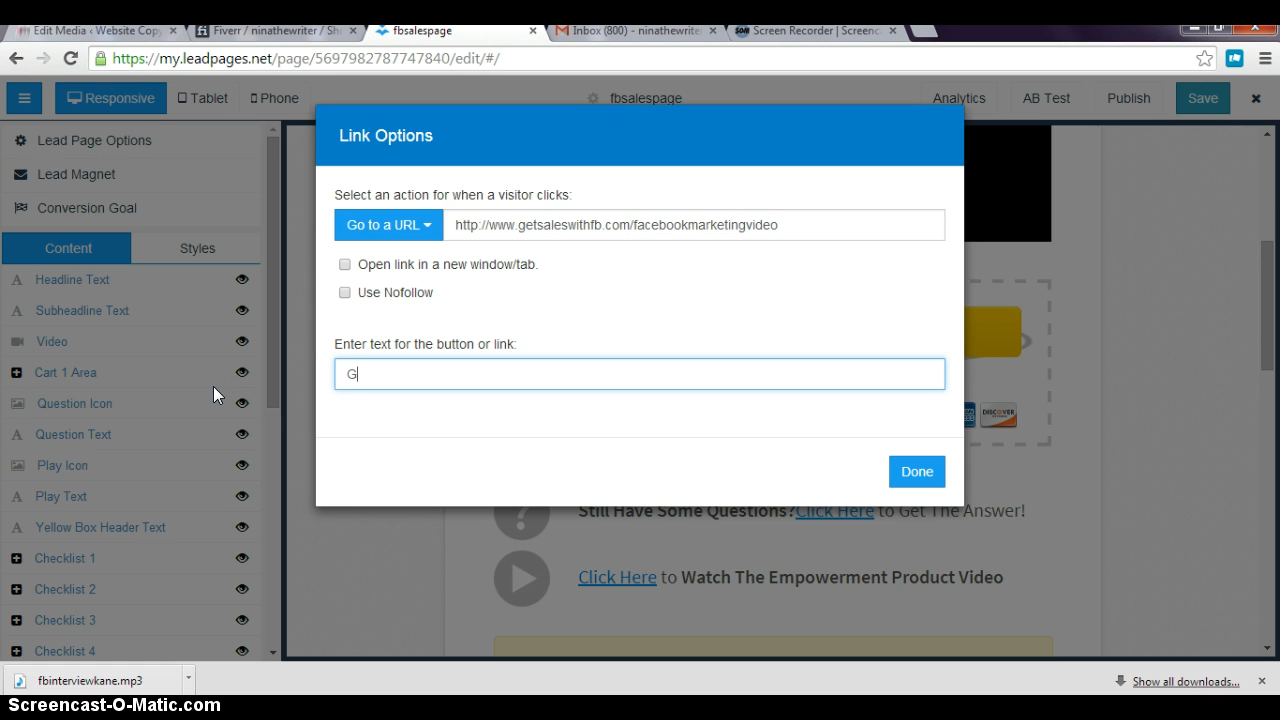 Edit Media ‹ Website Copy
Fiverr / ninathewriter / Sh
fbsalespage
Inbox (800) - ninathewriter
Screen Recorder | Screenc
https://my.leadpages.net/page/5697982787747840/edit/#/
Responsive
Tablet
Phone
fbsalespage
Analytics
AB Test
Publish
Save
Lead Page Options
Lead Magnet
Conversion Goal
Content
Styles
Headline Text
Subheadline Text
Video
Cart 1 Area
Question Icon
Question Text
Play Icon
Play Text
Yellow Box Header Text
Checklist 1
Checklist 2
Checklist 3
Checklist 4
Link Options
Select an action for when a visitor clicks:
Go to a URL
http://www.getsaleswithfb.com/facebookmarketingvideo
Open link in a new window/tab.
Use Nofollow
Enter text for the button or link:
G
Done
DISCOVER
Still Have Some Questions?Click Here to Get The Answer!
Click Here to Watch The Empowerment Product Video
fbinterviewkane.mp3
Show all downloads...
Screencast-O-Matic.com